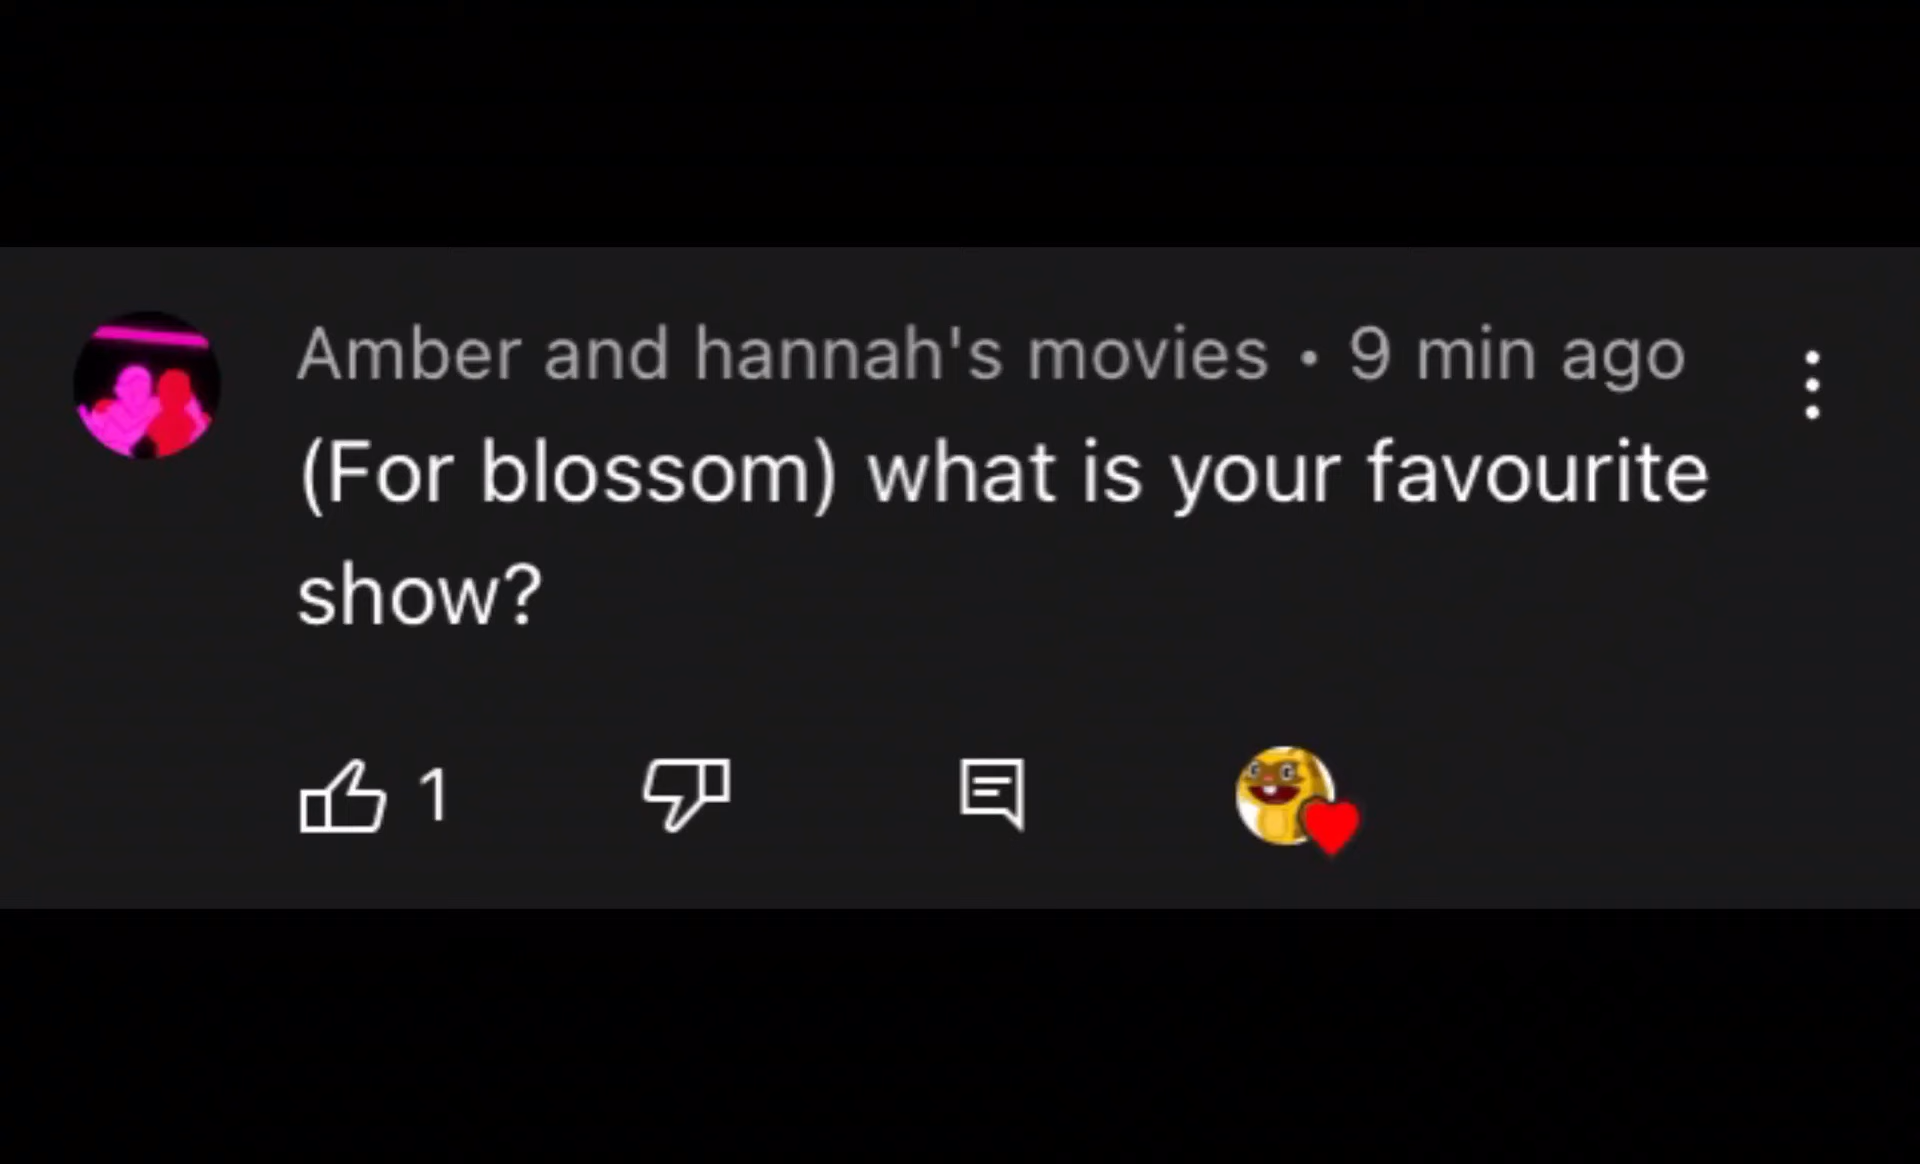 Amber and hannah's movies • 9 min ago
(For blossom) what is your favourite
show?
1